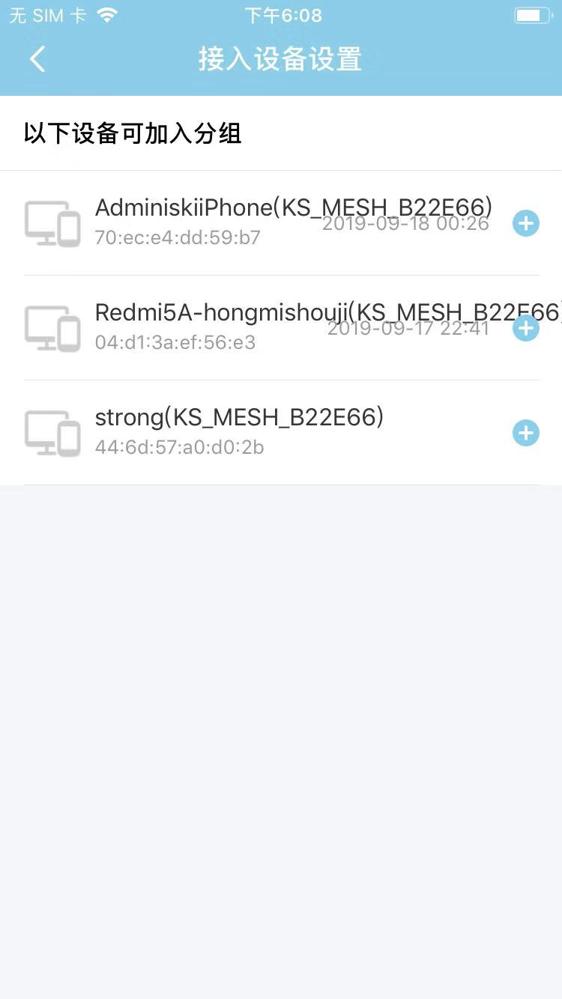 无 SIM 卡 下午6:08
接入设备设置
以下设备可加入分组
AdminiskiiPhone(KS_MESH_B22E66)
2019-09-18 00:26
70:ec:e4:dd:59:b7
Redmi5A-hongmishouji(KS_MESH_B22E66)
2019-09-17 22:41
04:d1:3a:ef:56:e3
strong(KS_MESH_B22E66)
44:6d:57:a0:d0:2b